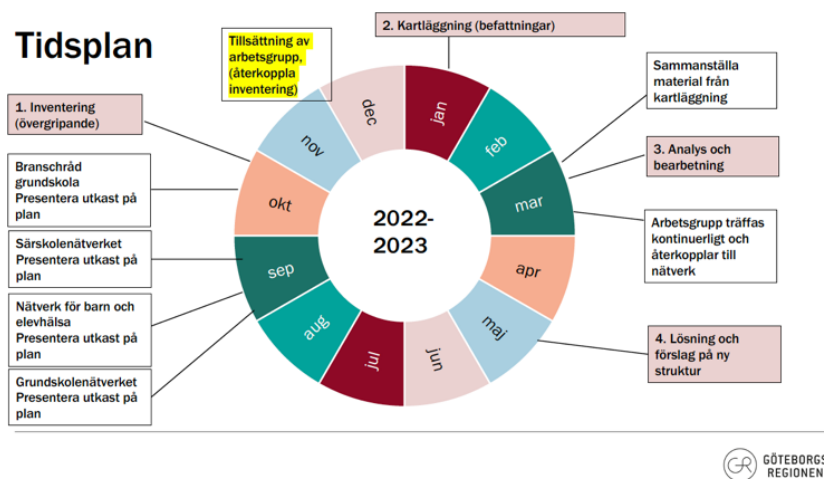 Tidsplan
Tillsättning av
arbetsgrupp,
(återkoppla
inventering)
2. Kartläggning (befattningar)
Sammanställa
material från
kartläggning
1. Inventering
(övergripande)
3. Analys och
bearbetning
Branschråd
grundskola
Presentera utkast på
plan
Arbetsgrupp träffas
kontinuerligt och
återkopplar till
nätverk
Särskolenätverket
Presentera utkast på
plan
Nätverk för barn och
elevhälsa
Presentera utkast på
plan
4. Lösning och
förslag på ny
struktur
Grundskolenätverket
Presentera utkast på
plan
jan
feb
mar
apr
maj
jun
jul
aug
sep
okt
nov
dec
2022-
2023
GR
GÖTEBORGS
REGIONEN